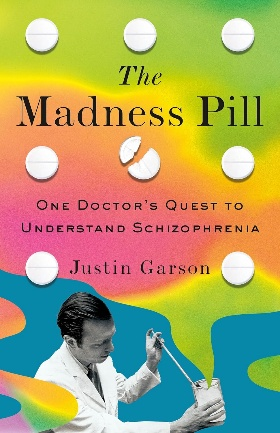 The
Madness Pill
One Doctor's Quest to
Understand Schizophrenia
Justin Garson